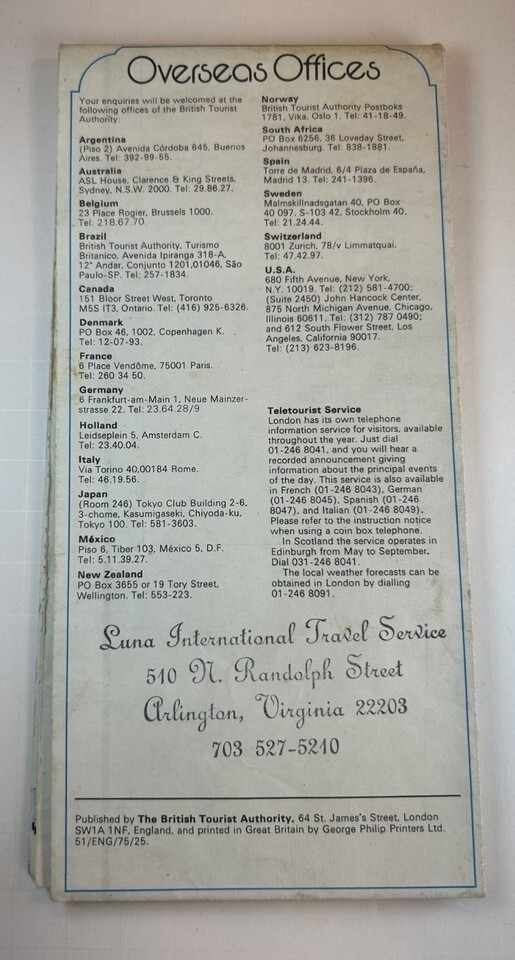 Overseas Offices
Your enquiries will be welcomed at the
following offices of the British Tourist
Authority:
Argentina
(Piso 2) Avenida Córdoba 645, Buenos
Aires. Tel: 392-99-55.
Australia
ASL House, Clarence & King Streets,
Sydney, N.S.W. 2000. Tel: 29.86.27.
Belgium
23 Place Rogier, Brussels 1000.
Tel: 218.67.70.
Brazil
British Tourist Authority, Turismo
Britanico, Avenida Ipiranga 318-A,
12° Andar, Conjunto 1201,01046, São
Paulo-SP. Tel: 257-1834.
Canada
151 Bloor Street West, Toronto
M5S IT3, Ontario. Tel: (416) 925-6326.
Denmark
PO Box 46, 1002, Copenhagen K.
Tel: 12-07-93.
France
6 Place Vendôme, 75001 Paris.
Tel: 260 34 50.
Germany
6 Frankfurt-am-Main 1, Neue Mainzer-
strasse 22. Tel: 23.64.28/9
Holland
Leidseplein 5, Amsterdam C.
Tel: 23.40.04.
Italy
Via Torino 40,00184 Rome.
Tel: 46.19.56.
Japan
(Room 246) Tokyo Club Building 2-6,
3-chome, Kasumigaseki, Chiyoda-ku,
Tokyo 100. Tel: 581-3603.
México
Piso 6, Tiber 103, México 5, D.F.
Tel: 5.11.39.27.
New Zealand
PO Box 3655 or 19 Tory Street,
Wellington. Tel: 553-223.
Norway
British Tourist Authority Postboks
1781, Vika, Oslo 1. Tel: 41-18-49.
South Africa
PO Box 6256, 36 Loveday Street,
Johannesburg. Tel: 838-1881.
Spain
Torre de Madrid, 6/4 Plaza de España,
Madrid 13. Tel: 241-1396.
Sweden
Malmskillnadsgatan 40, PO Box
40 097, S-103 42, Stockholm 40,
Tel: 21.24.44.
Switzerland
8001 Zurich, 78/v Limmatquai.
Tel: 47.42.97.
U.S.A.
680 Fifth Avenue, New York,
N.Y. 10019. Tel: (212) 581-4700;
(Suite 2450) John Hancock Center,
875 North Michigan Avenue, Chicago,
Illinois 60611. Tel: (312) 787 0490;
and 612 South Flower Street, Los
Angeles, California 90017.
Tel: (213) 623-8196.
Teletourist Service
London has its own telephone
information service for visitors, available
throughout the year. Just dial
01-246 8041, and you will hear a
recorded announcement giving
information about the principal events
of the day. This service is also available
in French (01-246 8043), German
(01-246 8045), Spanish (01-246
8047), and Italian (01-246 8049).
Please refer to the instruction notice
when using a coin box telephone.
In Scotland the service operates in
Edinburgh from May to September.
Dial 031-246 8041.
The local weather forecasts can be
obtained in London by dialling
01-246 8091.
Luna International Travel Service
510 N. Randolph Street
Arlington, Virginia 22203
703 527-5210
Published by The British Tourist Authority, 64 St. James's Street, London
SW1A 1NF, England, and printed in Great Britain by George Philip Printers Ltd.
51/ENG/75/25.